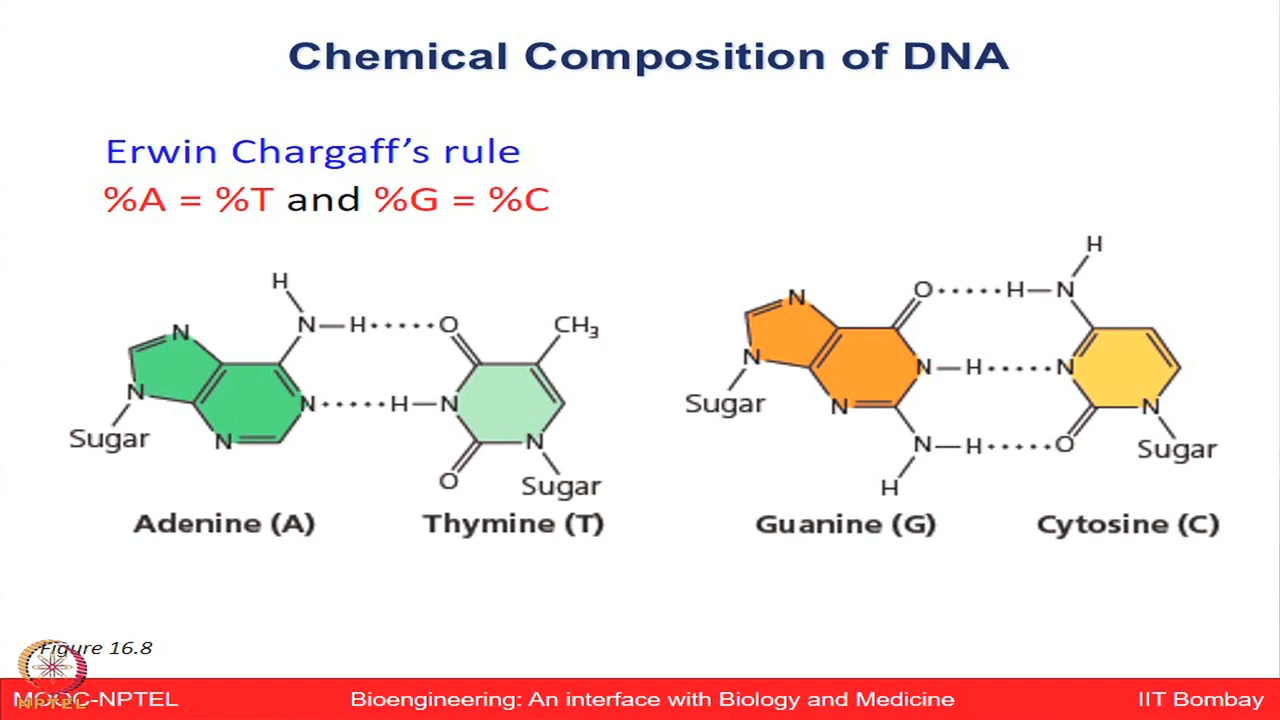 Chemical Composition of DNA
Erwin Chargaff's rule
%A = %T and %G = %C
H
N H O CH₃
N
N
N H N
Sugar
N
N
O
Sugar
Adenine (A)
Thymine (T)
H
O H N
N
N
N H N
Sugar
N
N
N H O
Sugar
H
Guanine (G)
Cytosine (C)
Figure 16.8
MOOC-NPTEL
NPTEL
Bioengineering: An interface with Biology and Medicine
IIT Bombay